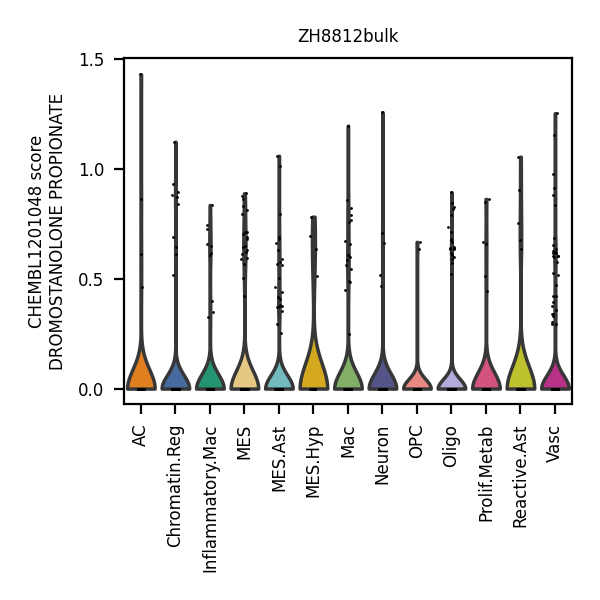 ZH8812bulk
CHEMBL1201048 score
DROMOSTANOLONE PROPIONATE
1.5
1.0
0.5
0.0
AC
Chromatin.Reg
Inflammatory.Mac
MES
MES.Ast
MES.Hyp
Mac
Neuron
OPC
Oligo
Prolif.Metab
Reactive.Ast
Vasc